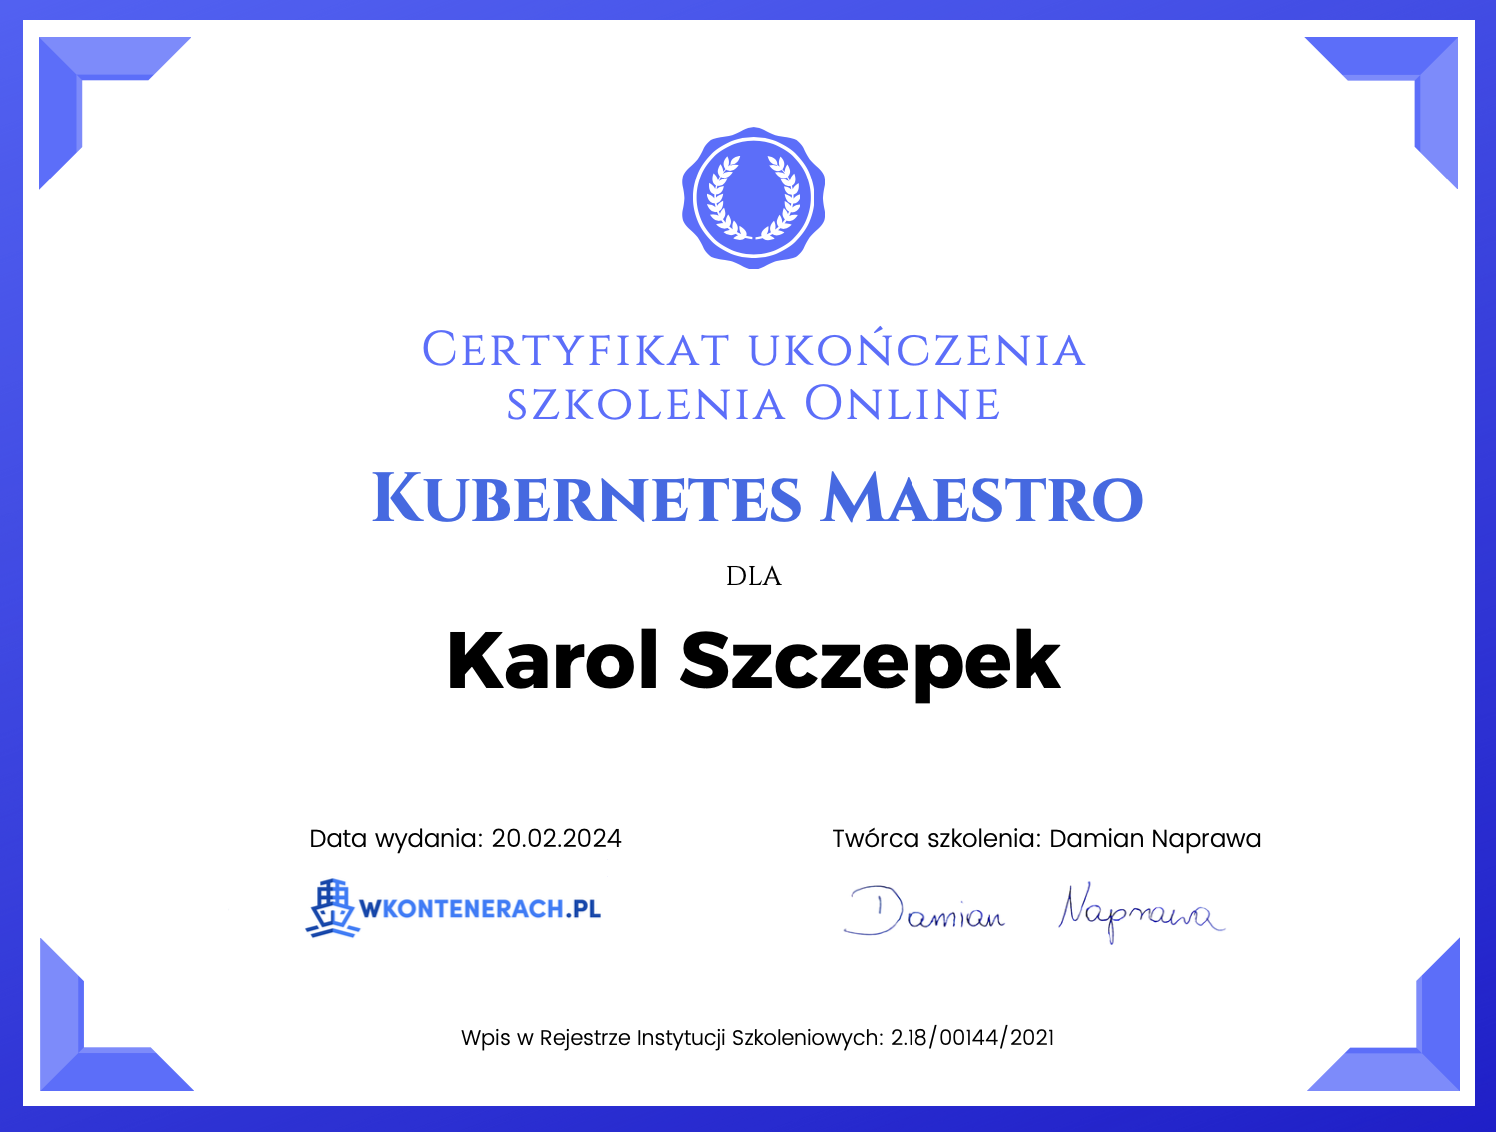 Certyfikat ukończenia
szkolenia Online
Kubernetes Maestro
DLA
Karol Szczepek
Data wydania: 20.02.2024
Twórca szkolenia: Damian Naprawa
WKONTENERACH.PL
Damian Naprawa
Wpis w Rejestrze Instytucji Szkoleniowych: 2.18/00144/2021